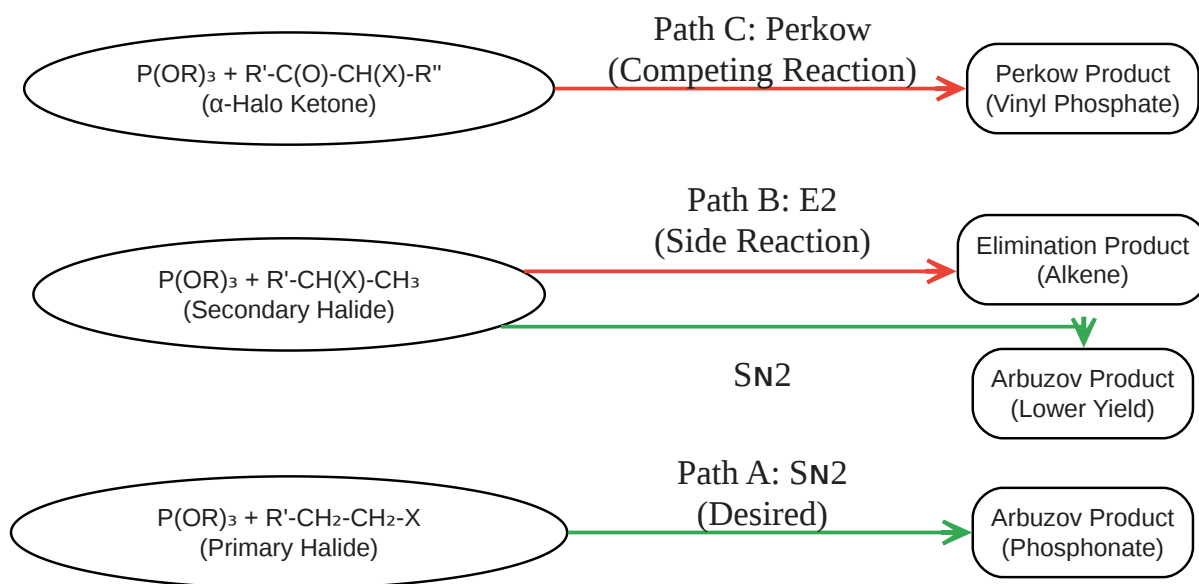 P(OR)₃ + R'-C(O)-CH(X)-R"
(α-Halo Ketone)
Path C: Perkow
(Competing Reaction)
Perkow Product
(Vinyl Phosphate)
P(OR)₃ + R'-CH(X)-CH₃
(Secondary Halide)
Path B: E2
(Side Reaction)
Elimination Product
(Alkene)
Sɴ2
Arbuzov Product
(Lower Yield)
P(OR)₃ + R'-CH₂-CH₂-X
(Primary Halide)
Path A: Sɴ2
(Desired)
Arbuzov Product
(Phosphonate)